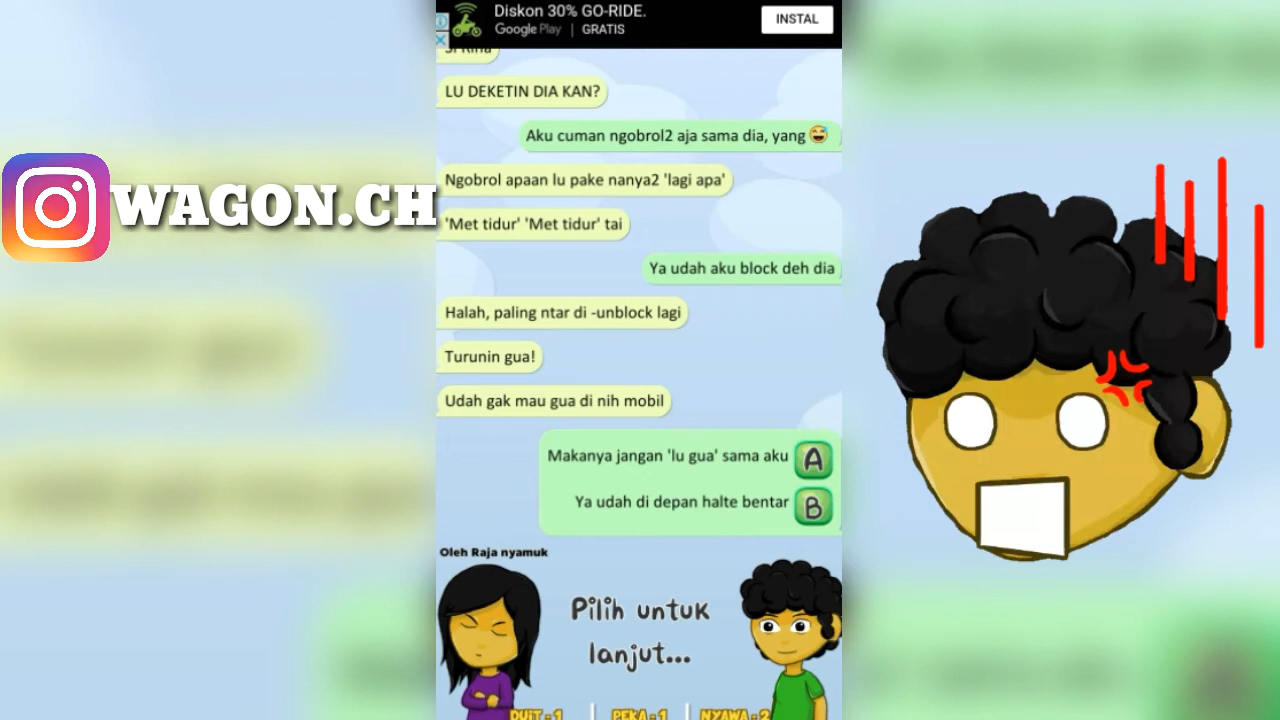 Diskon 30% GO-RIDE.
Google Play | GRATIS
INSTAL
Si Rina
LU DEKETIN DIA KAN?
Aku cuman ngobrol2 aja sama dia, yang 😅
Ngobrol apaan lu pake nanya2 'lagi apa'
WAGON.CH
'Met tidur' 'Met tidur' tai
Ya udah aku block deh dia
Halah, paling ntar di -unblock lagi
Turunin gua!
Udah gak mau gua di nih mobil
Makanya jangan 'lu gua' sama aku A
Ya udah di depan halte bentar B
Oleh Raja nyamuk
Pilih untuk
lanjut...
DUIT - 1 | PEKA - 1 | NYAWA - 2